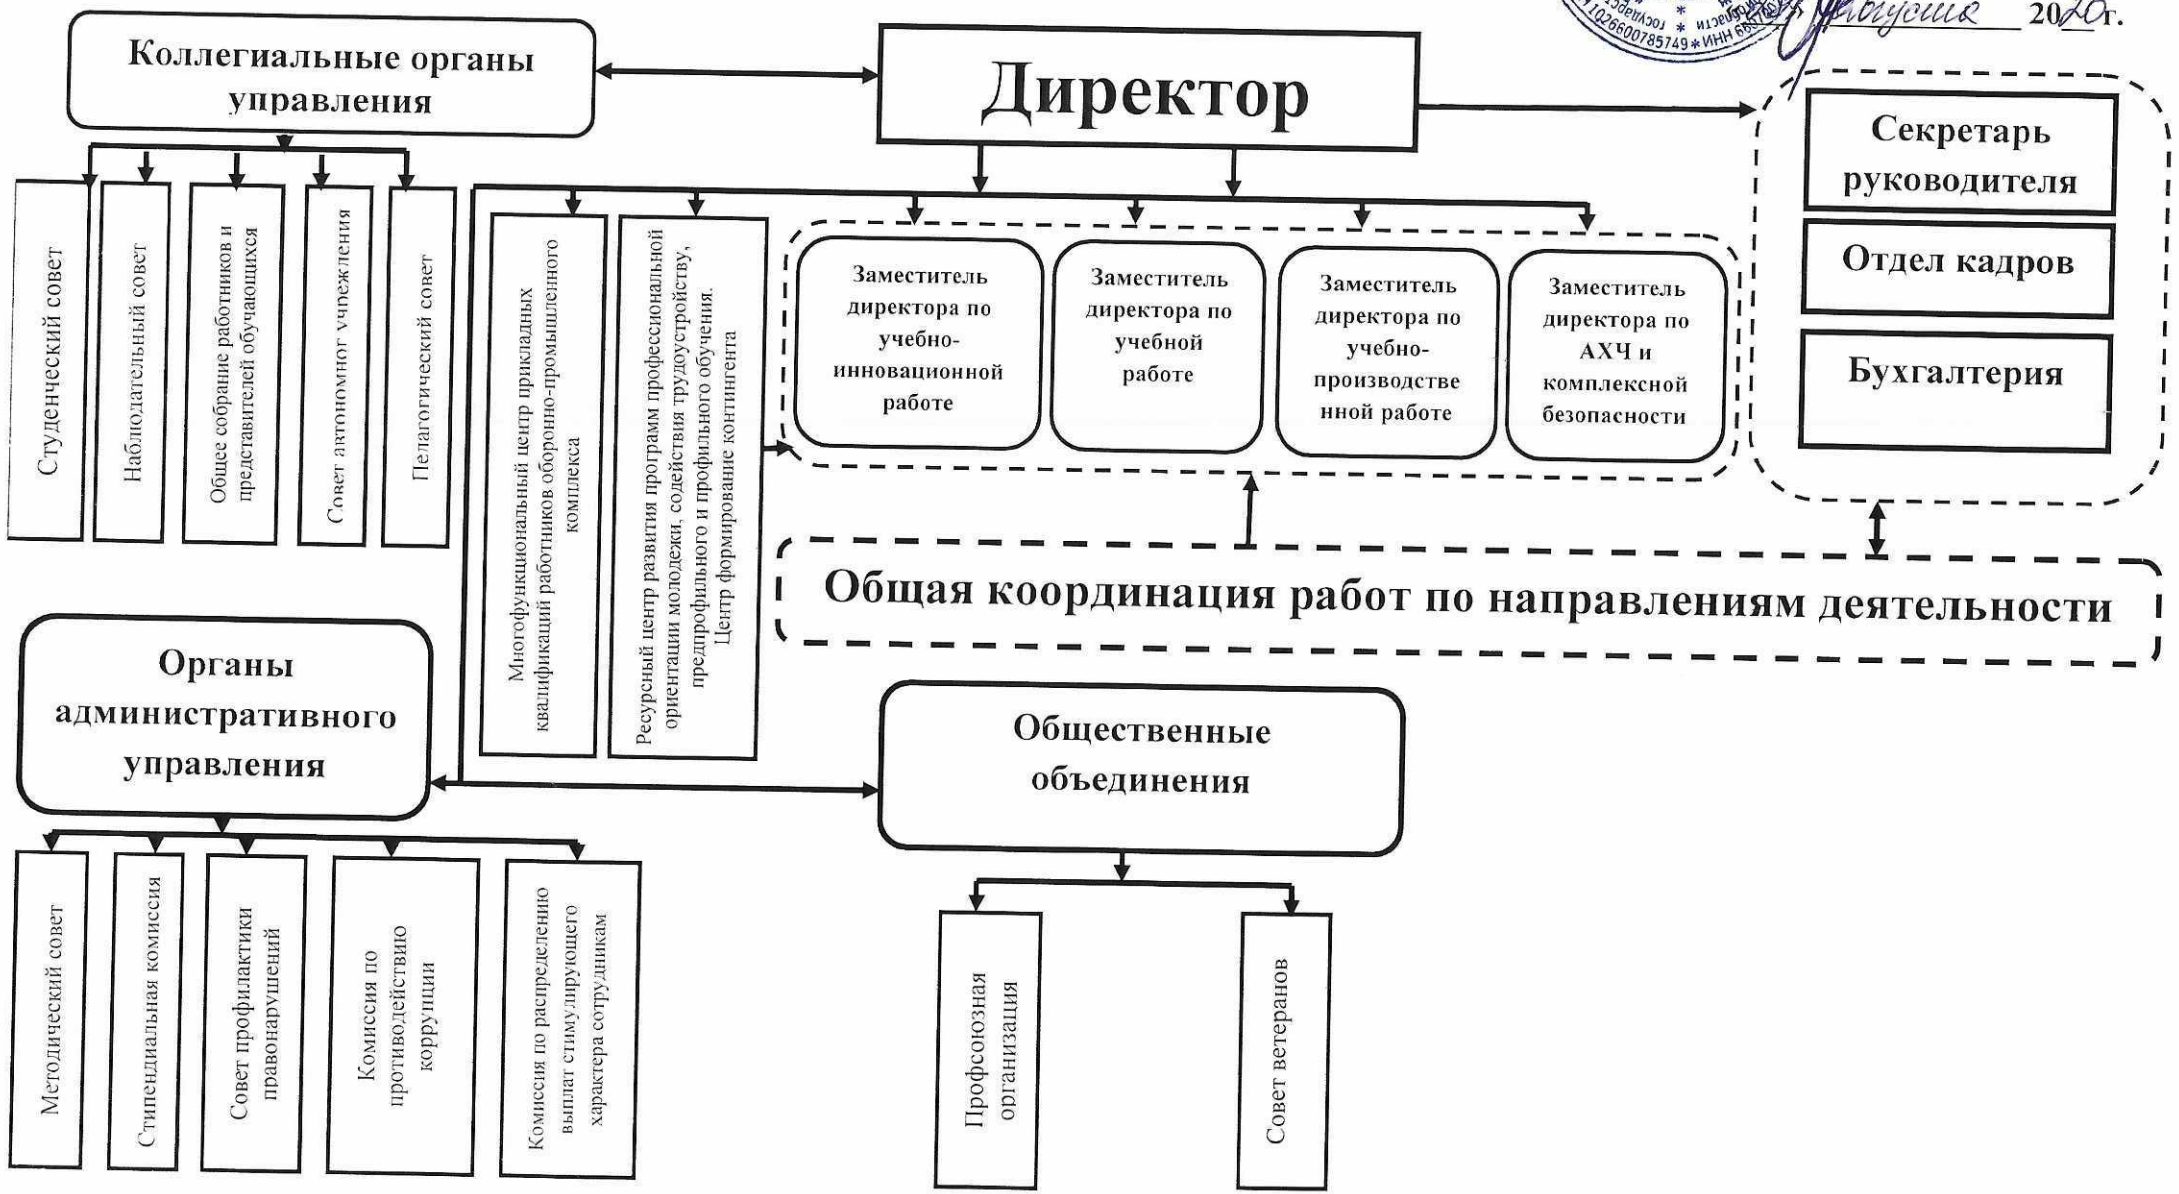 Августа 2020г.
1026600785749*ИНН
Коллегиальные органы
управления
Директор
Секретарь
руководителя
Отдел кадров
Бухгалтерия
Студенческий совет
Наблюдательный совет
Общее собрание работников и
представителей обучающихся
Совет автономног учреждения
Педагогический совет
Многофункциональный центр прикладных
квалификаций работников оборонно-промышленного
комплекса
Ресурсный центр развития программ профессиональной
ориентации молодежи, содействия трудоустройству,
предпрофильного и профильного обучения.
Центр формирование контингента
Заместитель
директора по
учебно-
инновационной
работе
Заместитель
директора по
учебной
работе
Заместитель
директора по
учебно-
производстве
нной работе
Заместитель
директора по
АХЧ и
комплексной
безопасности
Общая координация работ по направлениям деятельности
Органы
административного
управления
Общественные
объединения
Методический совет
Стипендиальная комиссия
Совет профилактики
правонарушений
Комиссия по
противодействию
коррупции
Комиссия по распределению
выплат стимулирующего
характера сотрудникам
Профсоюзная
организация
Совет ветеранов